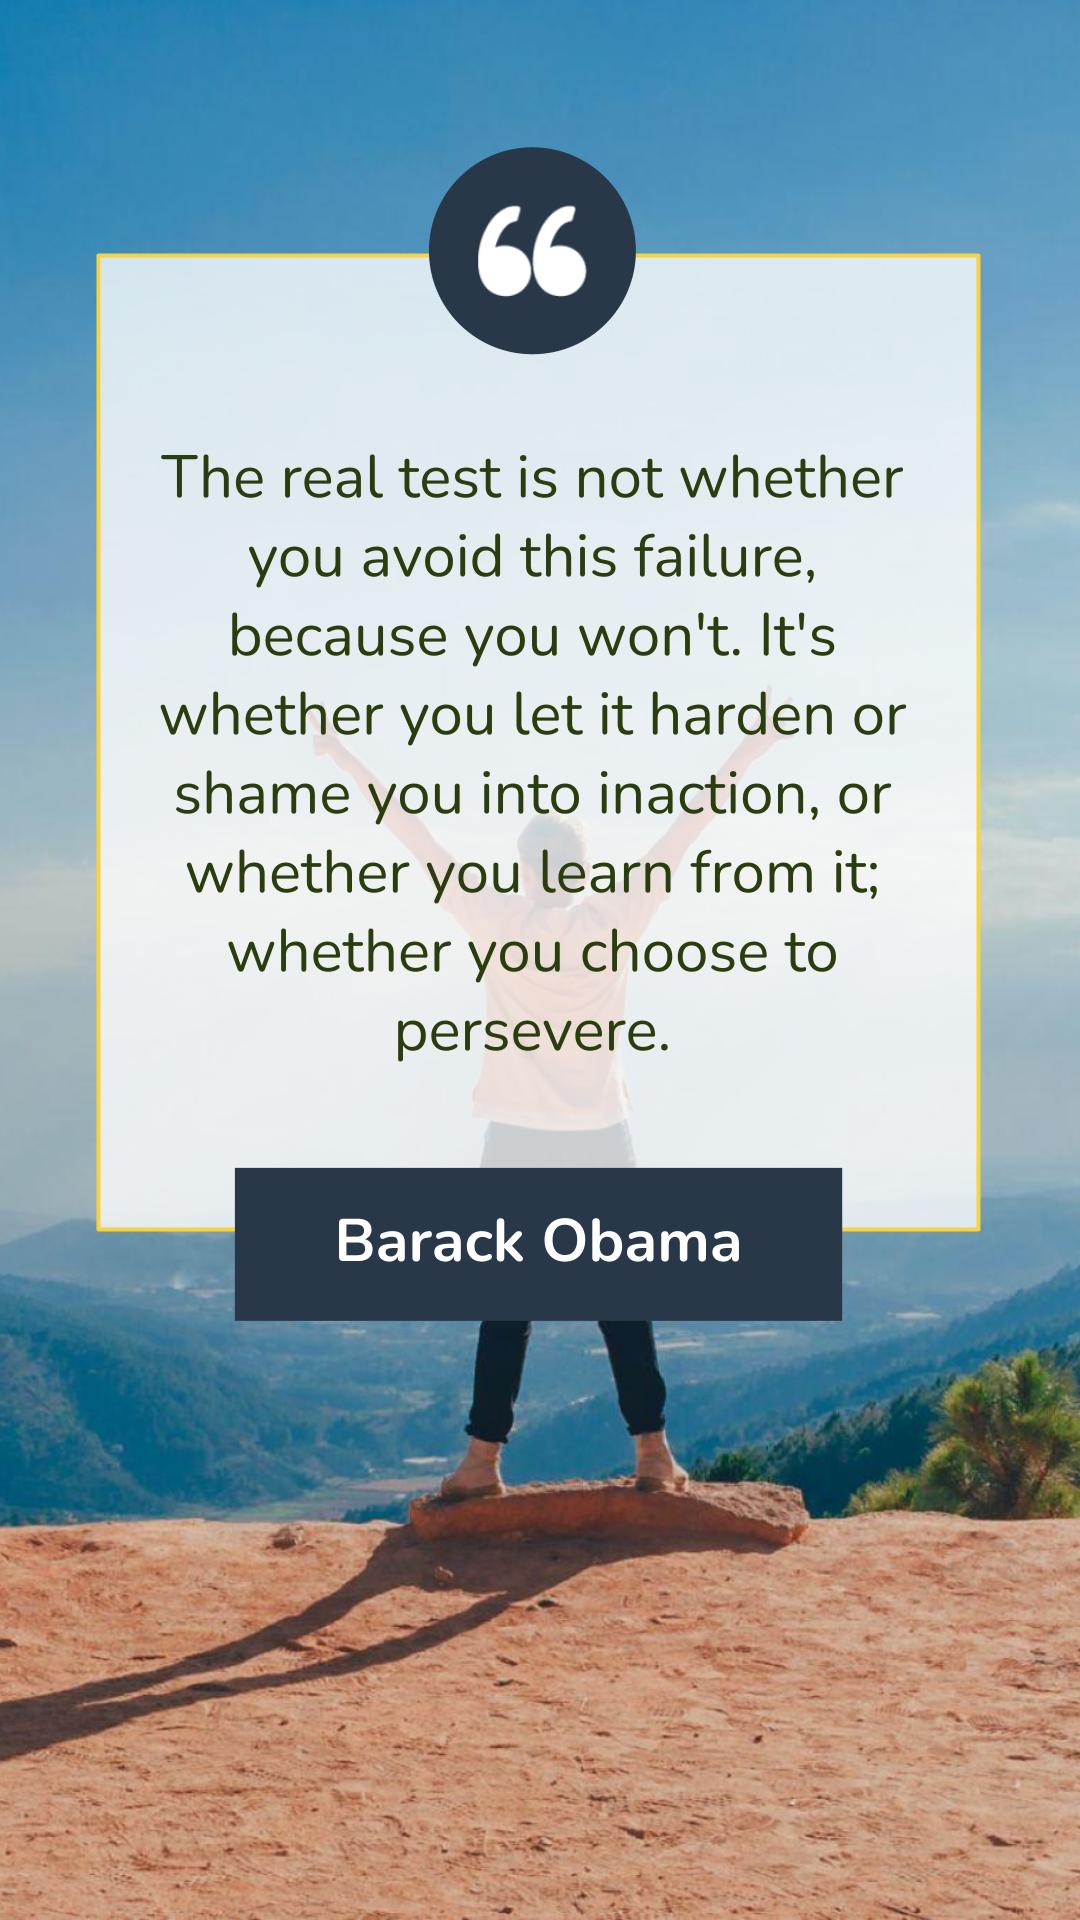 “
The real test is not whether
you avoid this failure,
because you won't. It's
whether you let it harden or
shame you into inaction, or
whether you learn from it;
whether you choose to
persevere.
Barack Obama